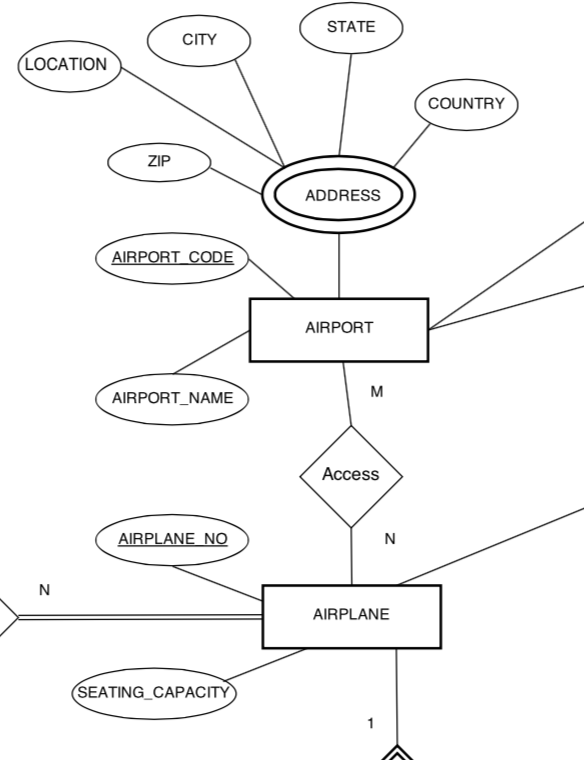 STATE
CITY
LOCATION
COUNTRY
ZIP
ADDRESS
AIRPORT_CODE
AIRPORT
AIRPORT_NAME
M
Access
AIRPLANE_NO
N
N
AIRPLANE
SEATING_CAPACITY
1